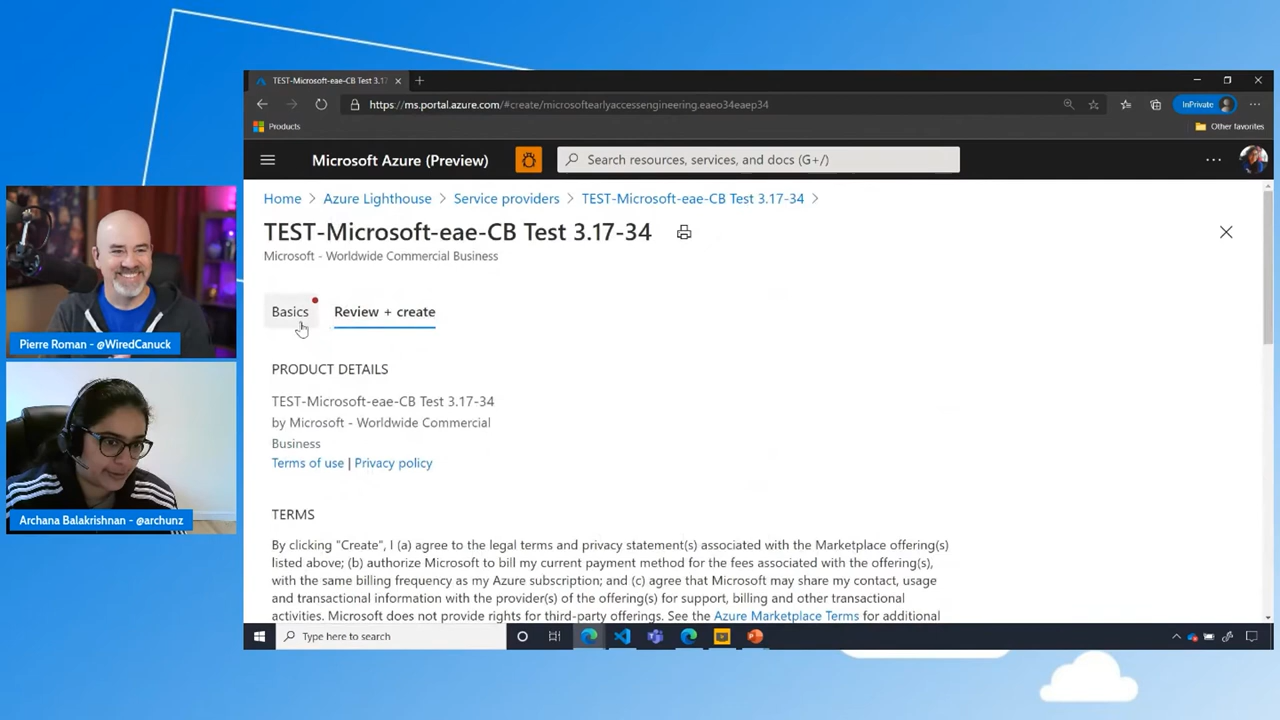 TEST-Microsoft-eae-CB Test 3.17
https://ms.portal.azure.com/#create/microsoftearlyaccessengineering.eaeo34eaep34
InPrivate
Products
Other favorites
Microsoft Azure (Preview)
Search resources, services, and docs (G+/)
Home > Azure Lighthouse > Service providers > TEST-Microsoft-eae-CB Test 3.17-34 >
TEST-Microsoft-eae-CB Test 3.17-34
Microsoft - Worldwide Commercial Business
Basics
Review + create
PRODUCT DETAILS
TEST-Microsoft-eae-CB Test 3.17-34
by Microsoft - Worldwide Commercial
Business
Terms of use | Privacy policy
TERMS
By clicking "Create", I (a) agree to the legal terms and privacy statement(s) associated with the Marketplace offering(s)
listed above; (b) authorize Microsoft to bill my current payment method for the fees associated with the offering(s),
with the same billing frequency as my Azure subscription; and (c) agree that Microsoft may share my contact, usage
and transactional information with the provider(s) of the offering(s) for support, billing and other transactional
activities. Microsoft does not provide rights for third-party offerings. See the Azure Marketplace Terms for additional
Type here to search
Pierre Roman - @WiredCanuck
Archana Balakrishnan - @archunz